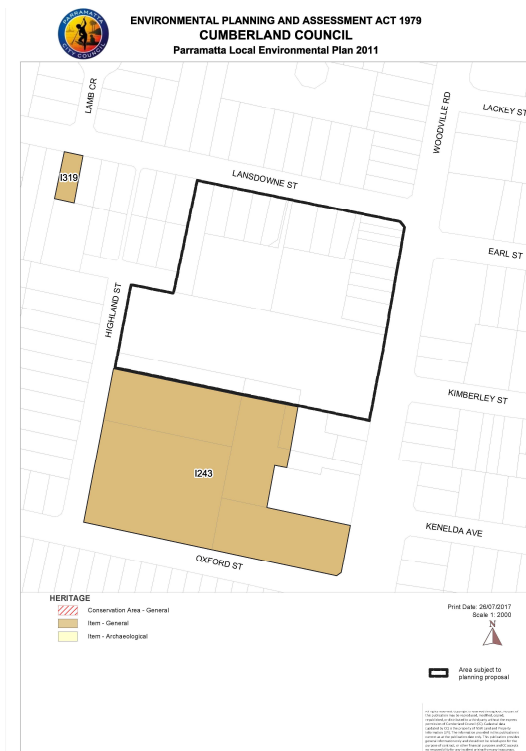 ENVIRONMENTAL PLANNING AND ASSESSMENT ACT 1979
CUMBERLAND COUNCIL
Parramatta Local Environmental Plan 2011
PARRAMATTA
CITY COUNCIL
LAMB CR
WOODVILLE RD
LACKEY ST
I319
LANSDOWNE ST
EARL ST
HIGHLAND ST
KIMBERLEY ST
I243
KENELDA AVE
OXFORD ST
HERITAGE
Conservation Area - General
Item - General
Item - Archaeological
Print Date: 26/07/2017
Scale 1: 2000
N
Area subject to
planning proposal